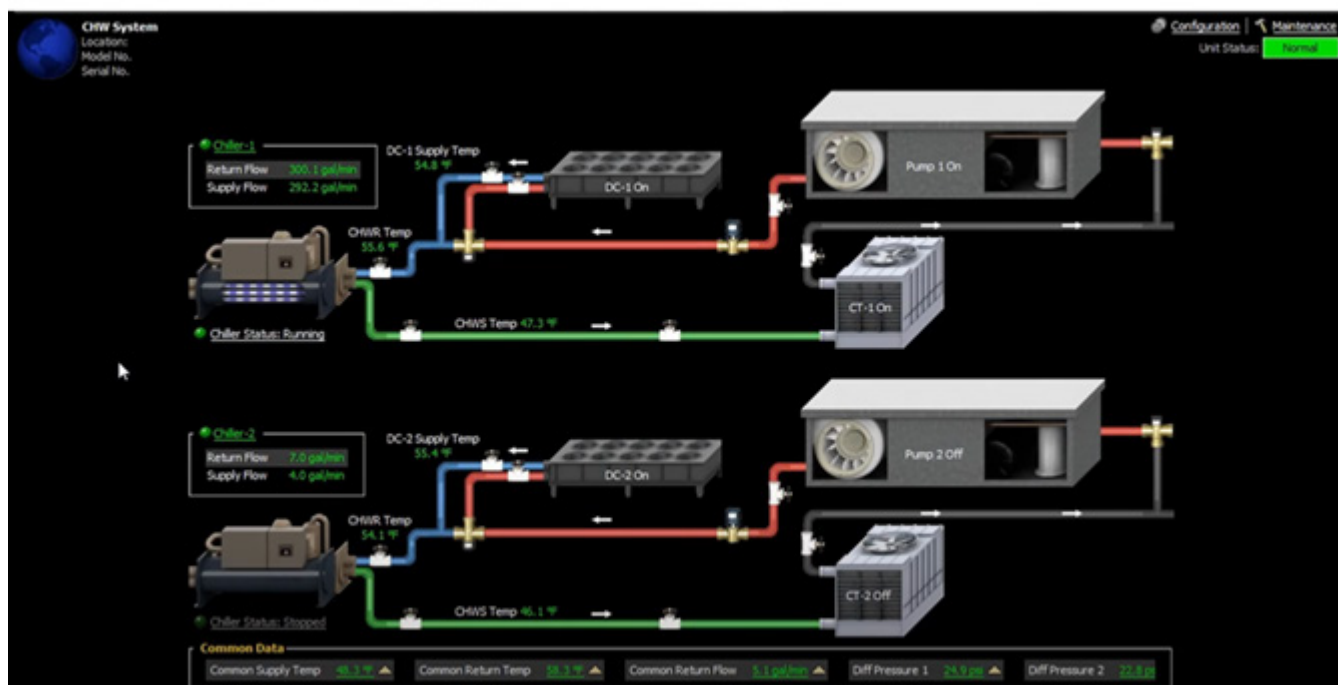 CHW System
Location:
Model No.
Serial No.
Configuration
Maintenance
Unit Status: Normal
Chiller-1
Return Flow 300.1 gal/min
Supply Flow 292.2 gal/min
DC-1 Supply Temp
54.8 °F
DC-1 On
Pump 1 On
CHWR Temp
55.6 °F
CT-1 On
CHWS Temp 47.3 °F
Chiller Status: Running
Chiller-2
Return Flow 7.0 gal/min
Supply Flow 4.0 gal/min
DC-2 Supply Temp
55.4 °F
DC-2 On
Pump 2 Off
CHWR Temp
54.1 °F
CT-2 Off
CHWS Temp 46.1 °F
Chiller Status: Stopped
Common Data
Common Supply Temp 48.3 °F
Common Return Temp 58.3 °F
Common Return Flow 5.1 gal/min
Diff Pressure 1 24.9 psi
Diff Pressure 2 22.8 ps